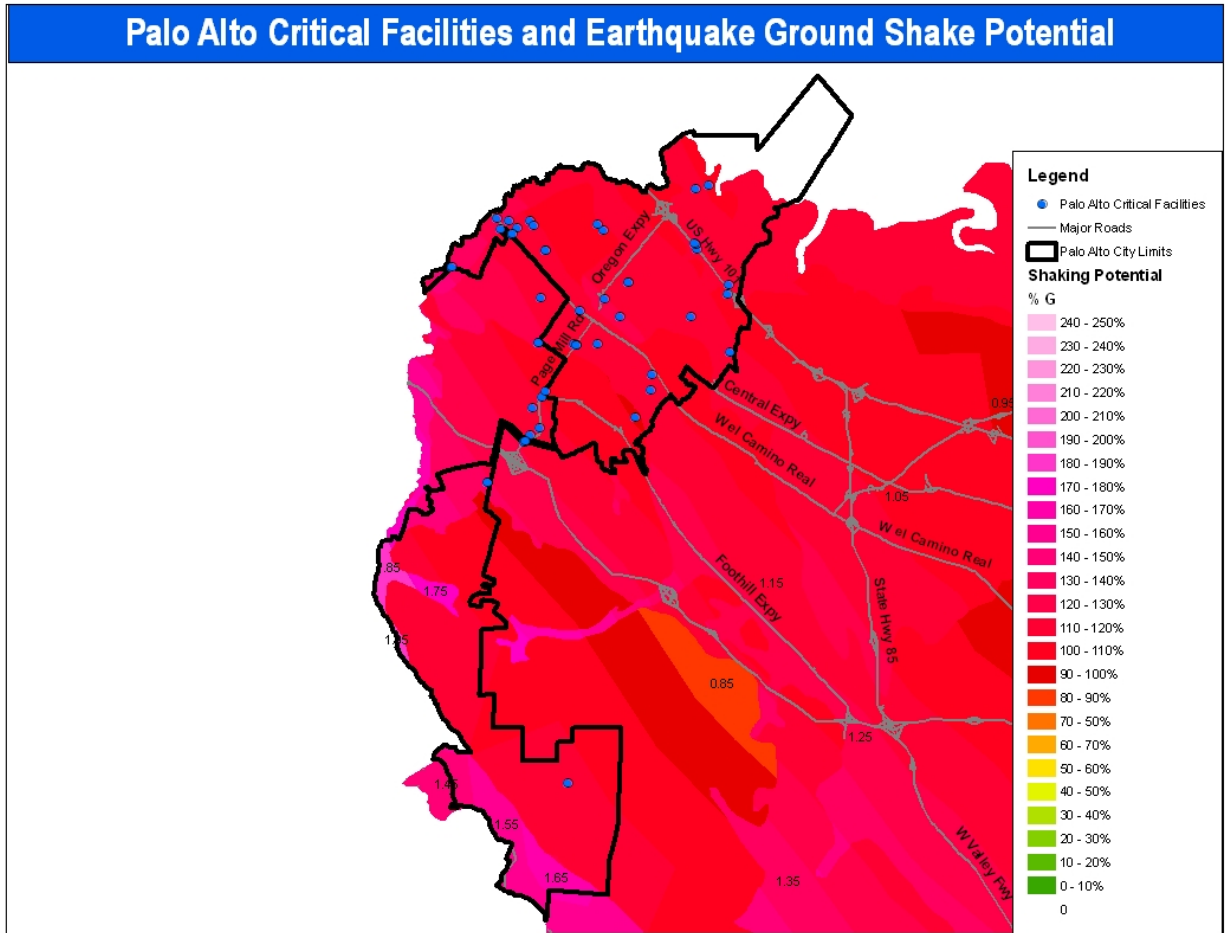 Palo Alto Critical Facilities and Earthquake Ground Shake Potential
Oregon Expy
US Hwy 101
Page Mill Rd
Central Expy
W el Camino Real
0.95
1.05
W el Camino Real
Foothill Expy
1.15
State Hwy 85
.85
1.75
0.85
1.25
1.45
1.55
1.65
1.35
W Valley Fwy
Legend
Palo Alto Critical Facilities
Major Roads
Palo Alto City Limits
Shaking Potential
% G
240 - 250%
230 - 240%
220 - 230%
210 - 220%
200 - 210%
190 - 200%
180 - 190%
170 - 180%
160 - 170%
150 - 160%
140 - 150%
130 - 140%
120 - 130%
110 - 120%
100 - 110%
90 - 100%
80 - 90%
70 - 50%
60 - 70%
50 - 60%
40 - 50%
30 - 40%
20 - 30%
10 - 20%
0 - 10%
0